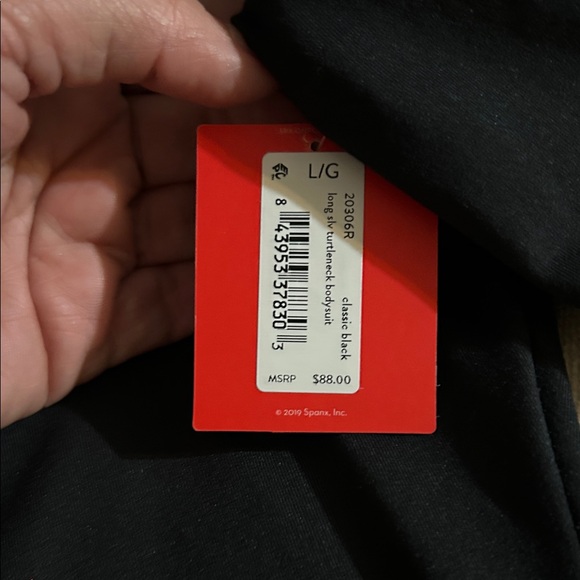 L/G
20306R classic black
long slv turtleneck bodysuit
8 43953 37830 3
MSRP $88.00
© 2019 Spanx, Inc.